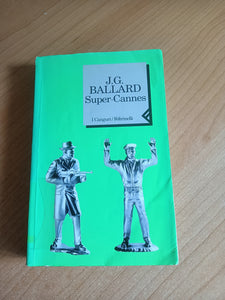 J.G.
BALLARD
Super-Cannes
I Canguri/Feltrinelli